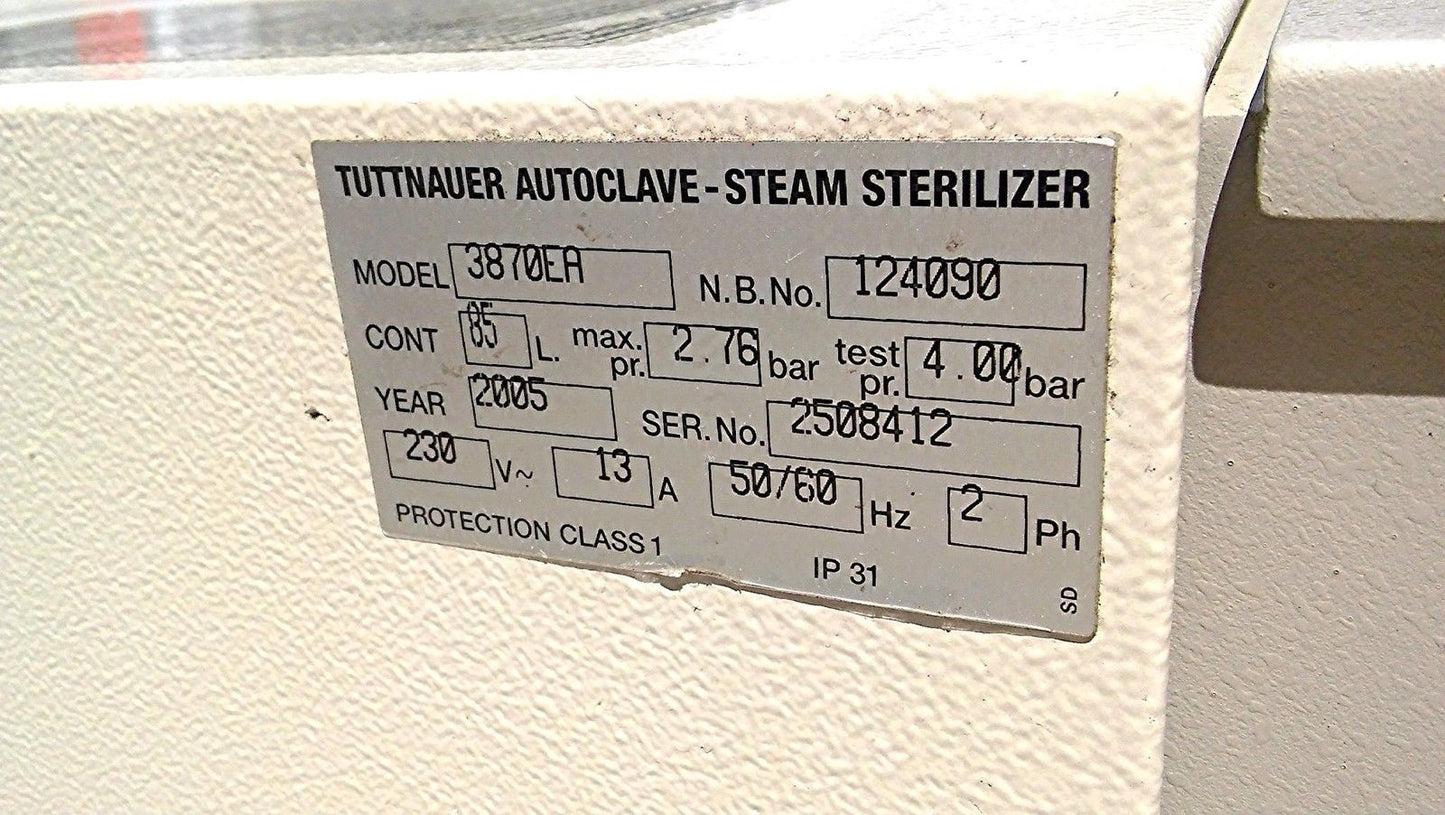 TUTTNAUER AUTOCLAVE-STEAM STERILIZER
MODEL 3870EA N.B.No. 124090
CONT 85 L. max. pr. 2.76 bar test pr. 4.00 bar
YEAR 2005 SER.No. 2508412
230 V~ 13 A 50/60 Hz 2 Ph
PROTECTION CLASS 1 IP 31
SD